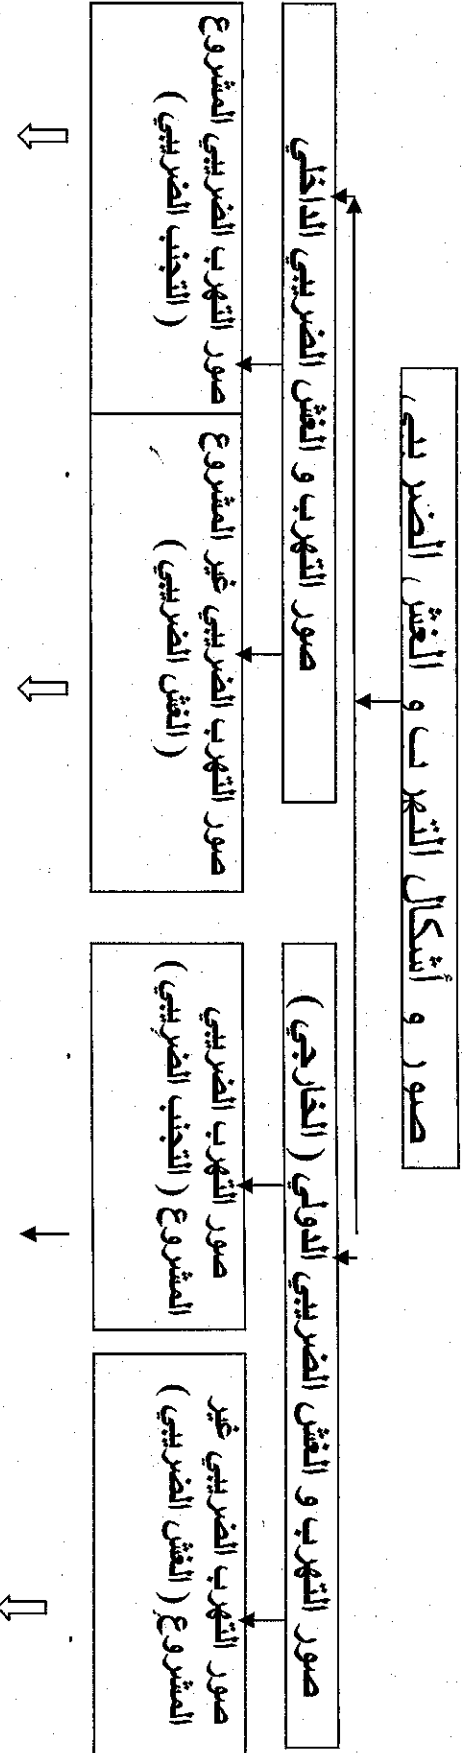 صور و أشكال التهرب و الغش الضريبي
صور التهرب و الغش الضريبي الدولي ( الخارجي )
صور التهرب و الغش الضريبي الداخلي
صور التهرب الضريبي غير
المشروع ( الغش الضريبي )
صور التهرب الضريبي
المشروع ( التجنب الضريبي )
صور التهرب الضريبي غير المشروع
( الغش الضريبي )
صور التهرب الضريبي المشروع
( التجنب الضريبي )